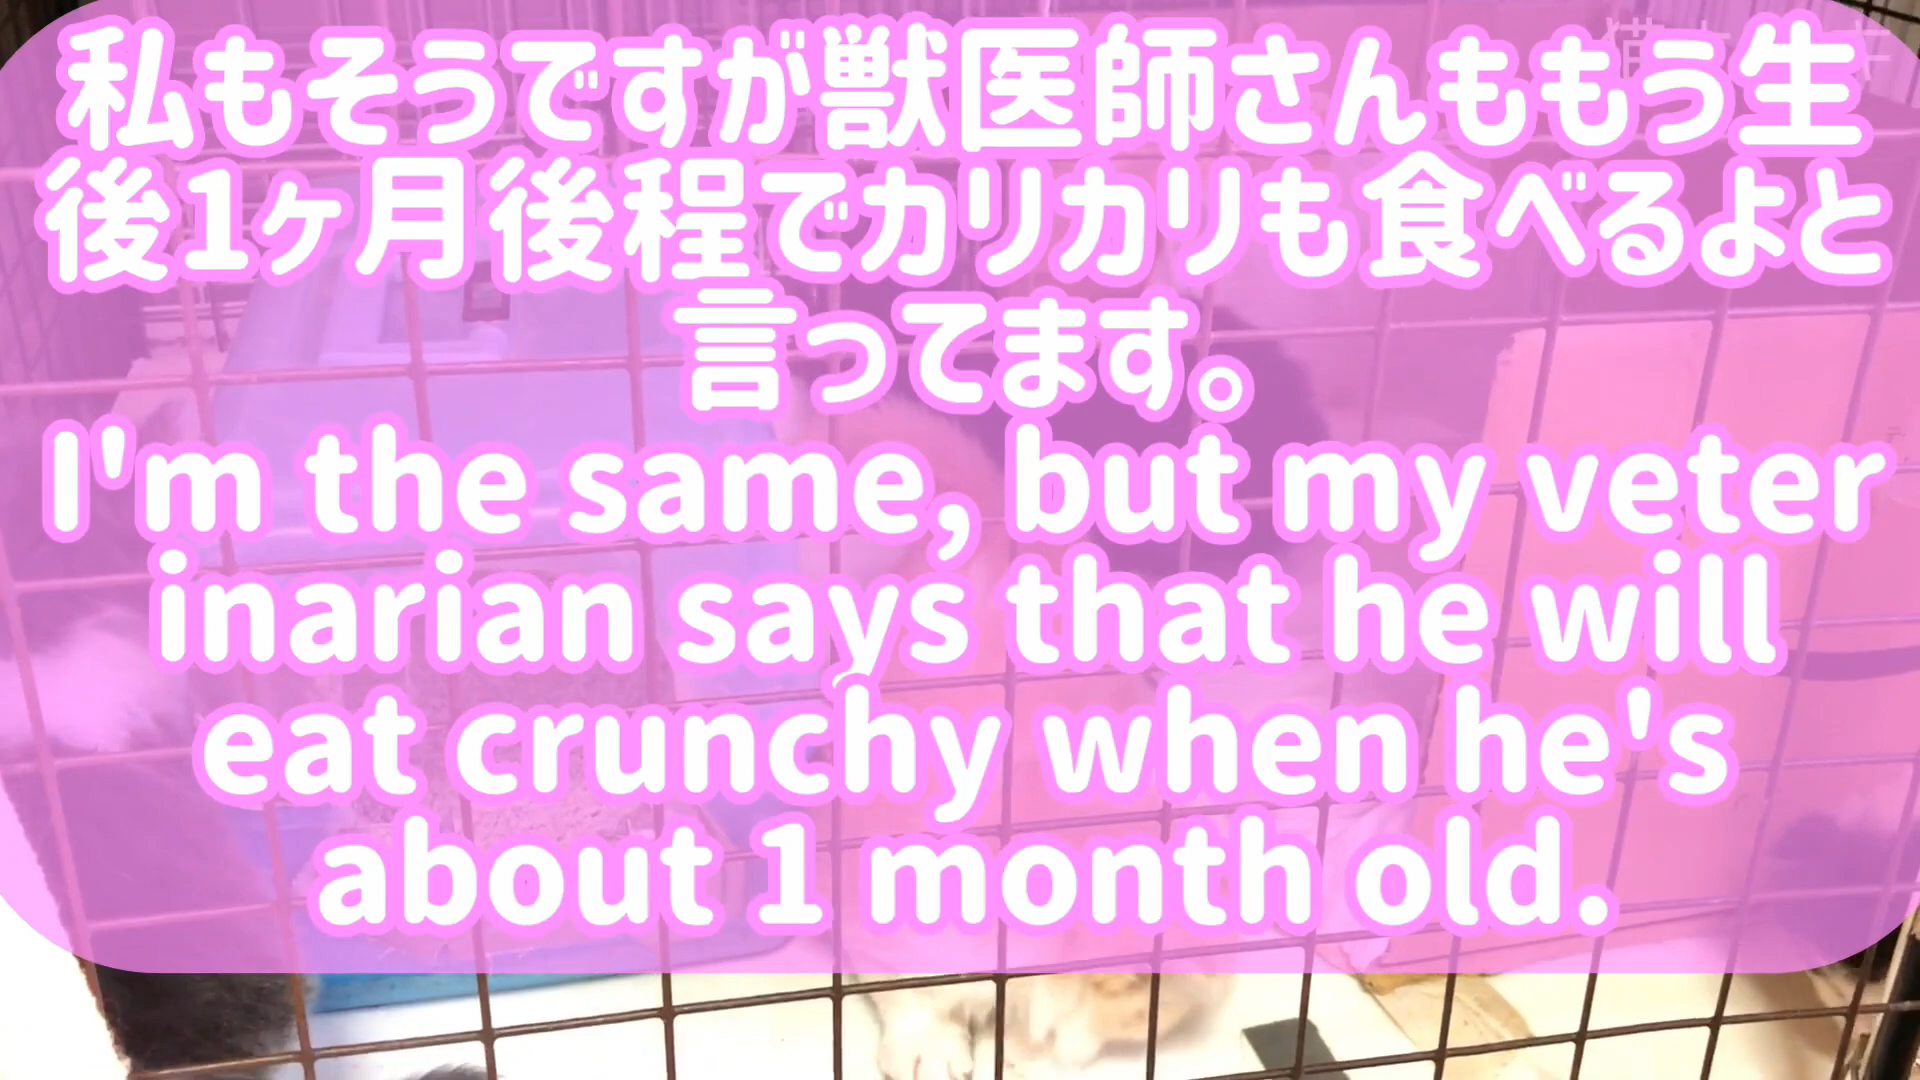 私もそうですが獣医師さんももう生
後1ヶ月後程でカリカリも食べるよと
言ってます。
I'm the same, but my veter
inarian says that he will
eat crunchy when he's
about 1 month old.